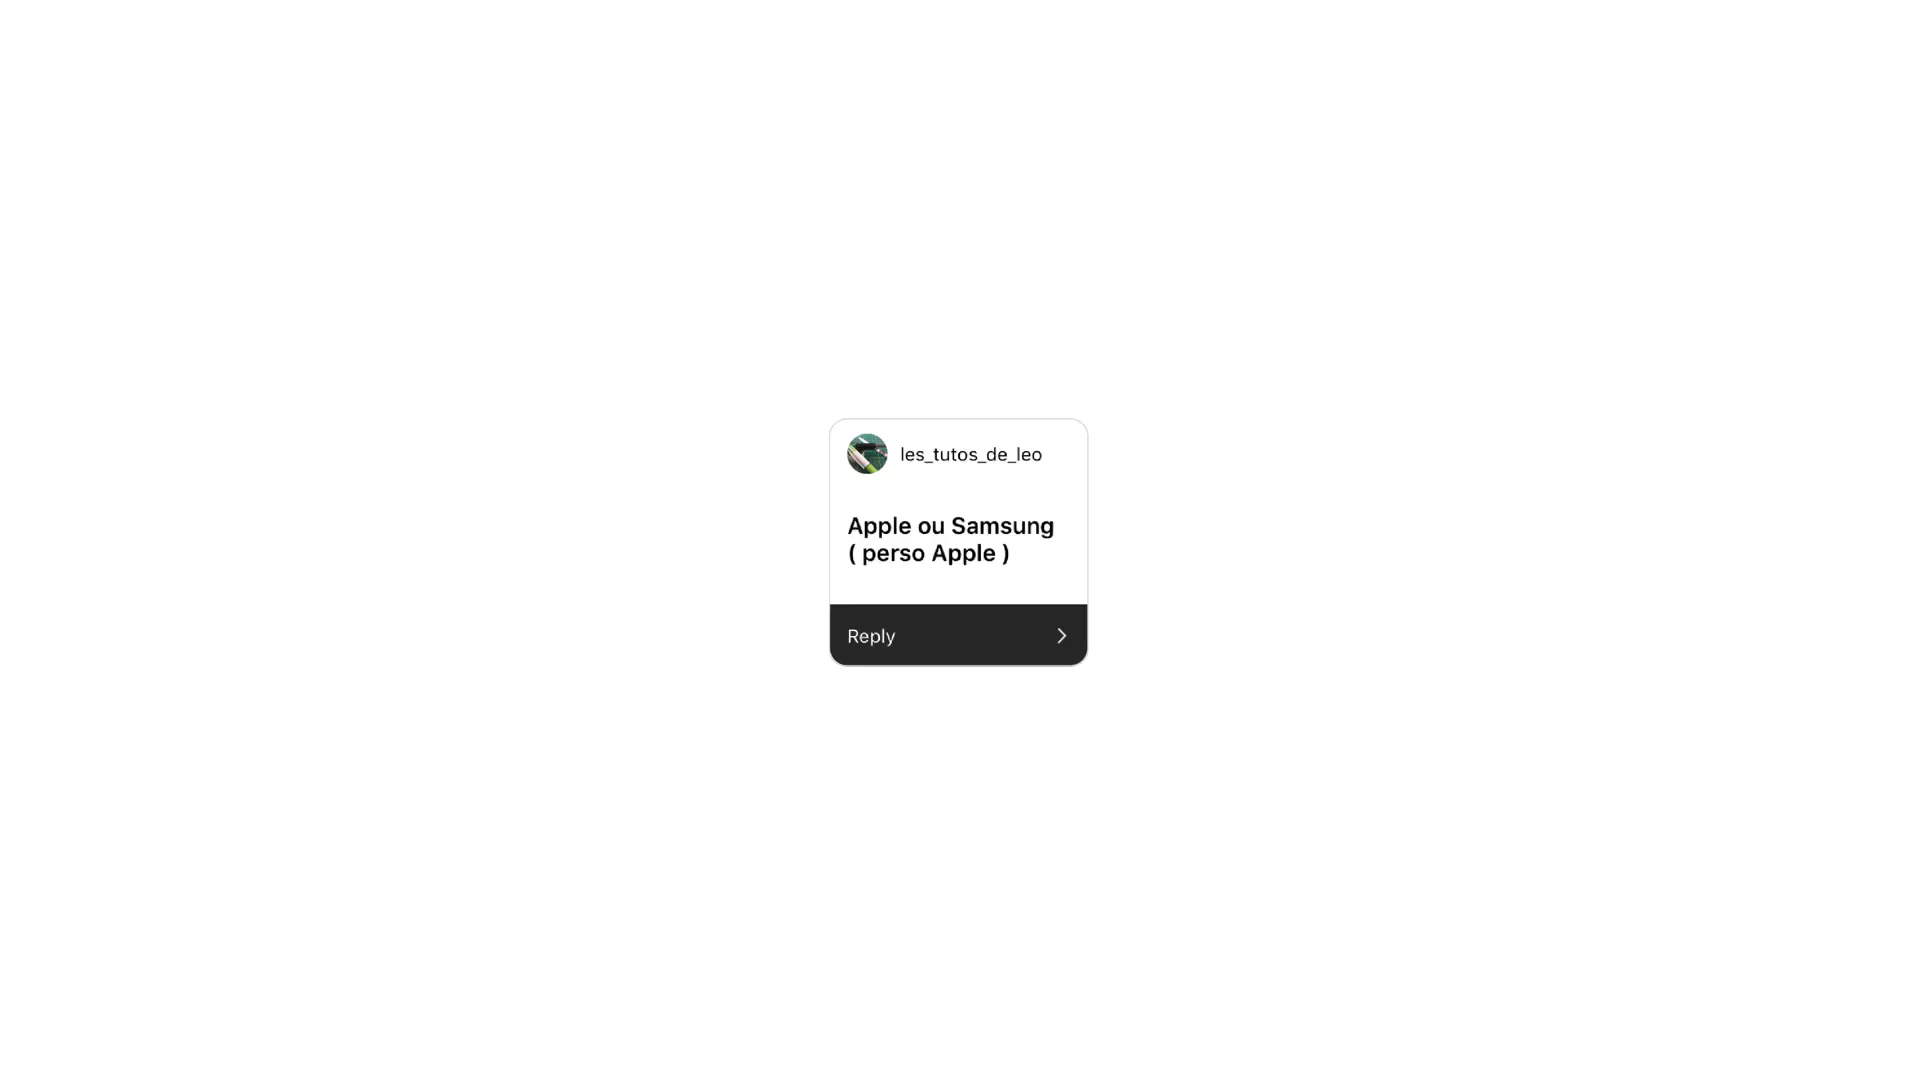 les_tutos_de_leo
Apple ou Samsung
( perso Apple )
Reply